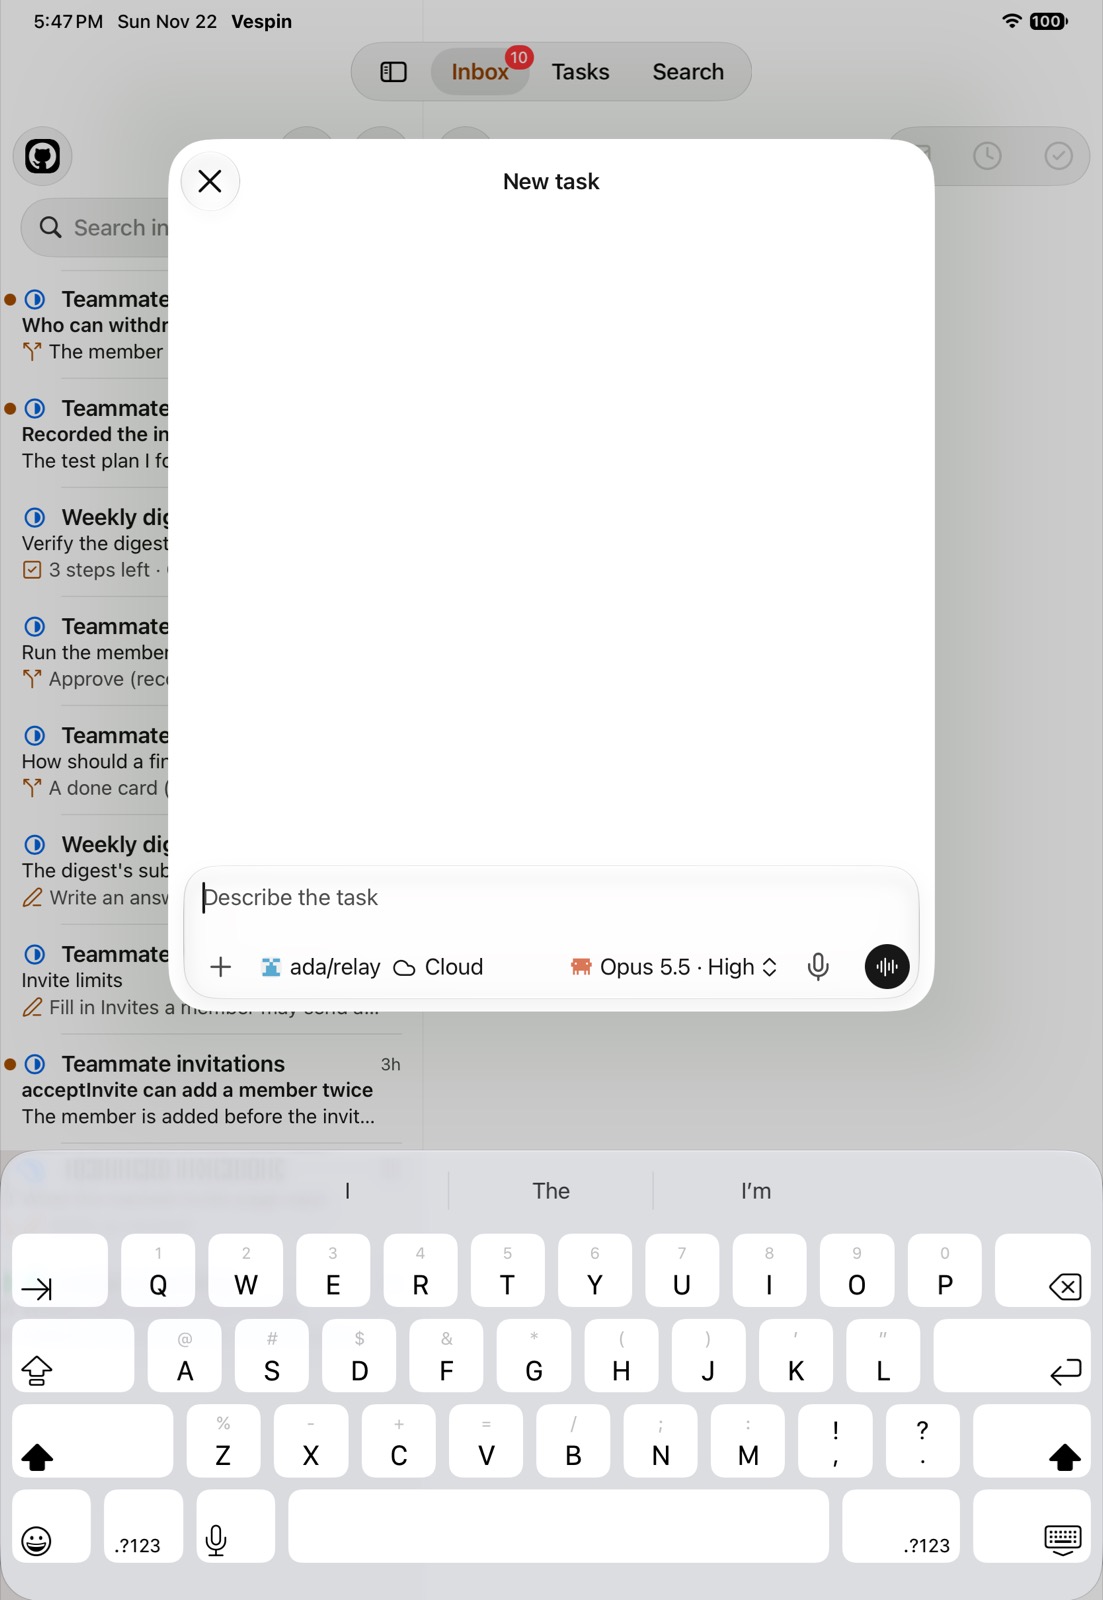 5:47 PM Sun Nov 22 Vespin
100
Inbox 10 Tasks Search
New task
Search in
Teammate
Who can withdr
The member
Teammate
Recorded the in
The test plan I fo
Weekly dig
Verify the digest
3 steps left ·
Teammate
Run the member
Approve (reco
Teammate
How should a fin
A done card (
Weekly dig
The digest's sub
Write an answ
Teammate
Invite limits
Fill in Invites a member may send a...
Teammate invitations 3h
acceptInvite can add a member twice
The member is added before the invit...
Describe the task
ada/relay Cloud Opus 5.5 · High
I The I'm
1 2 3 4 5 6 7 8 9 0
Q W E R T Y U I O P
@ # $ & * ( ) ' "
A S D F G H J K L
% - + = / ; : ! ?
Z X C V B N M , .
.?123 .?123